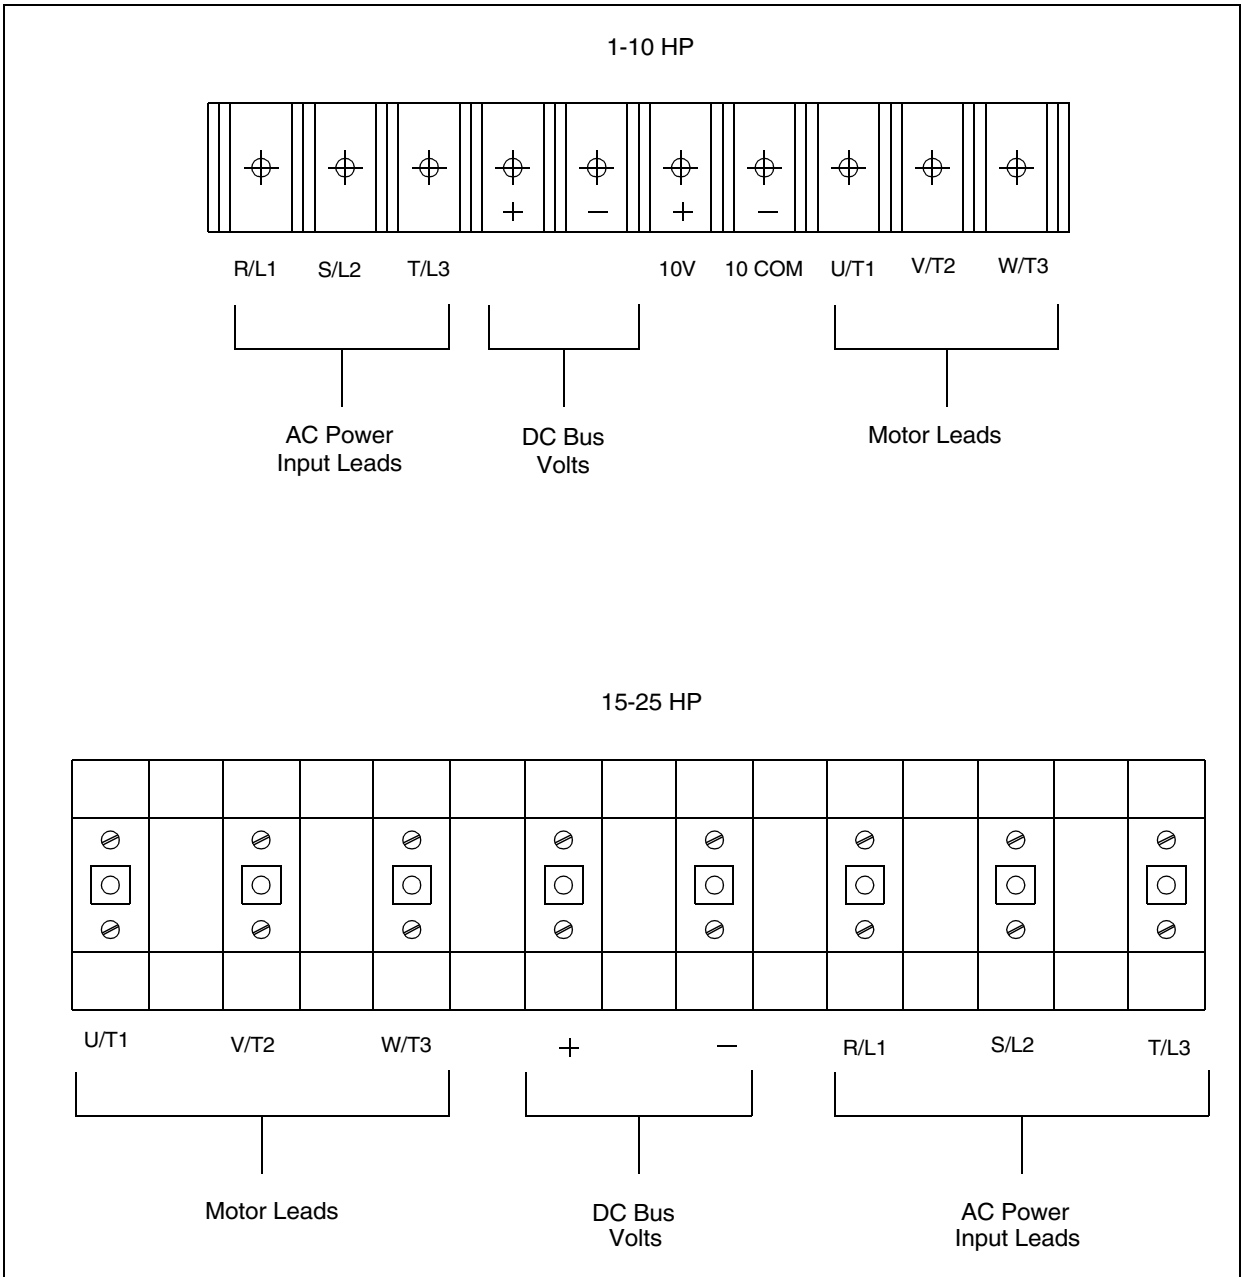 1-10 HP
+ − + −
R/L1 S/L2 T/L3 10V 10 COM U/T1 V/T2 W/T3
AC Power
Input Leads
DC Bus
Volts
Motor Leads
15-25 HP
U/T1 V/T2 W/T3 + − R/L1 S/L2 T/L3
Motor Leads
DC Bus
Volts
AC Power
Input Leads